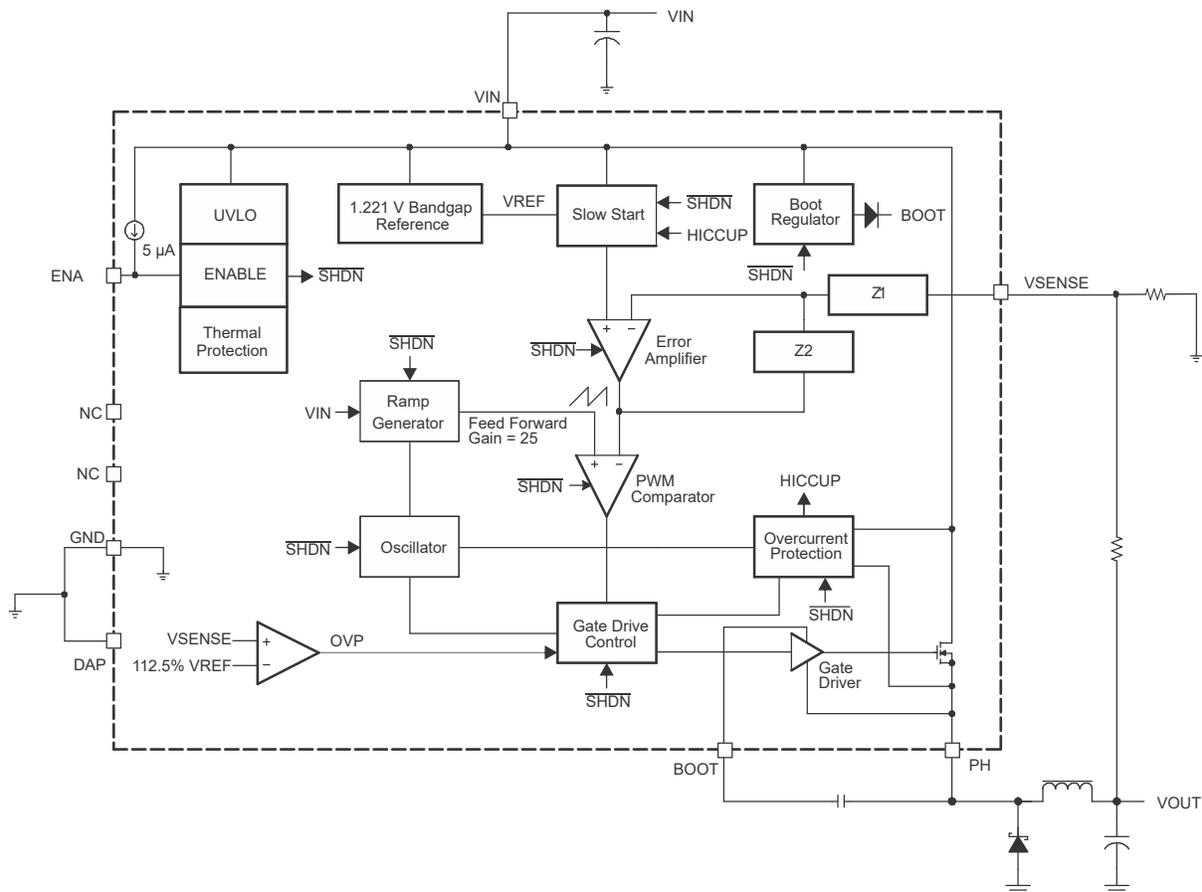 VIN
VIN
UVLO
1.221 V Bandgap
Reference
VREF
Slow Start
SHDN
HICCUP
Boot
Regulator
BOOT
SHDN
5 µA
ENA
ENABLE
SHDN
Thermal
Protection
Z1
VSENSE
Z2
+ −
SHDN
Error
Amplifier
SHDN
VIN
Ramp
Generator
Feed Forward
Gain = 25
NC
NC
+ −
SHDN
PWM
Comparator
HICCUP
GND
SHDN
Oscillator
Overcurrent
Protection
SHDN
DAP
VSENSE
+
112.5% VREF
−
OVP
Gate Drive
Control
SHDN
Gate
Driver
BOOT
PH
VOUT